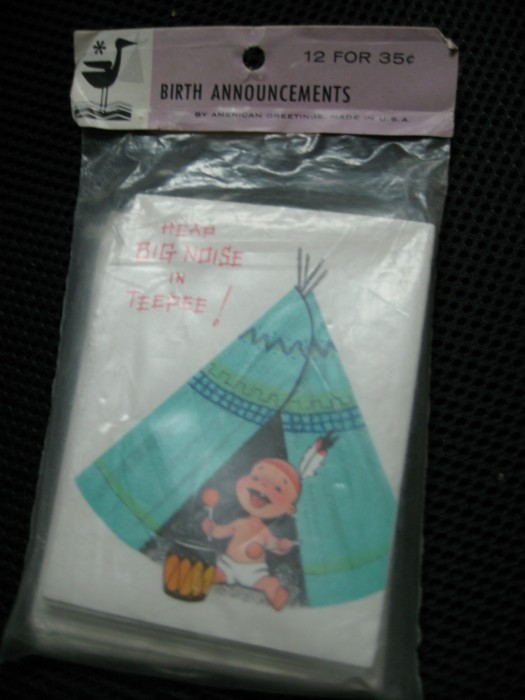 12 FOR 35¢
BIRTH ANNOUNCEMENTS
BY AMERICAN GREETINGS, MADE IN U.S.A.
HEAP
BIG NOISE
IN
TEEPEE!